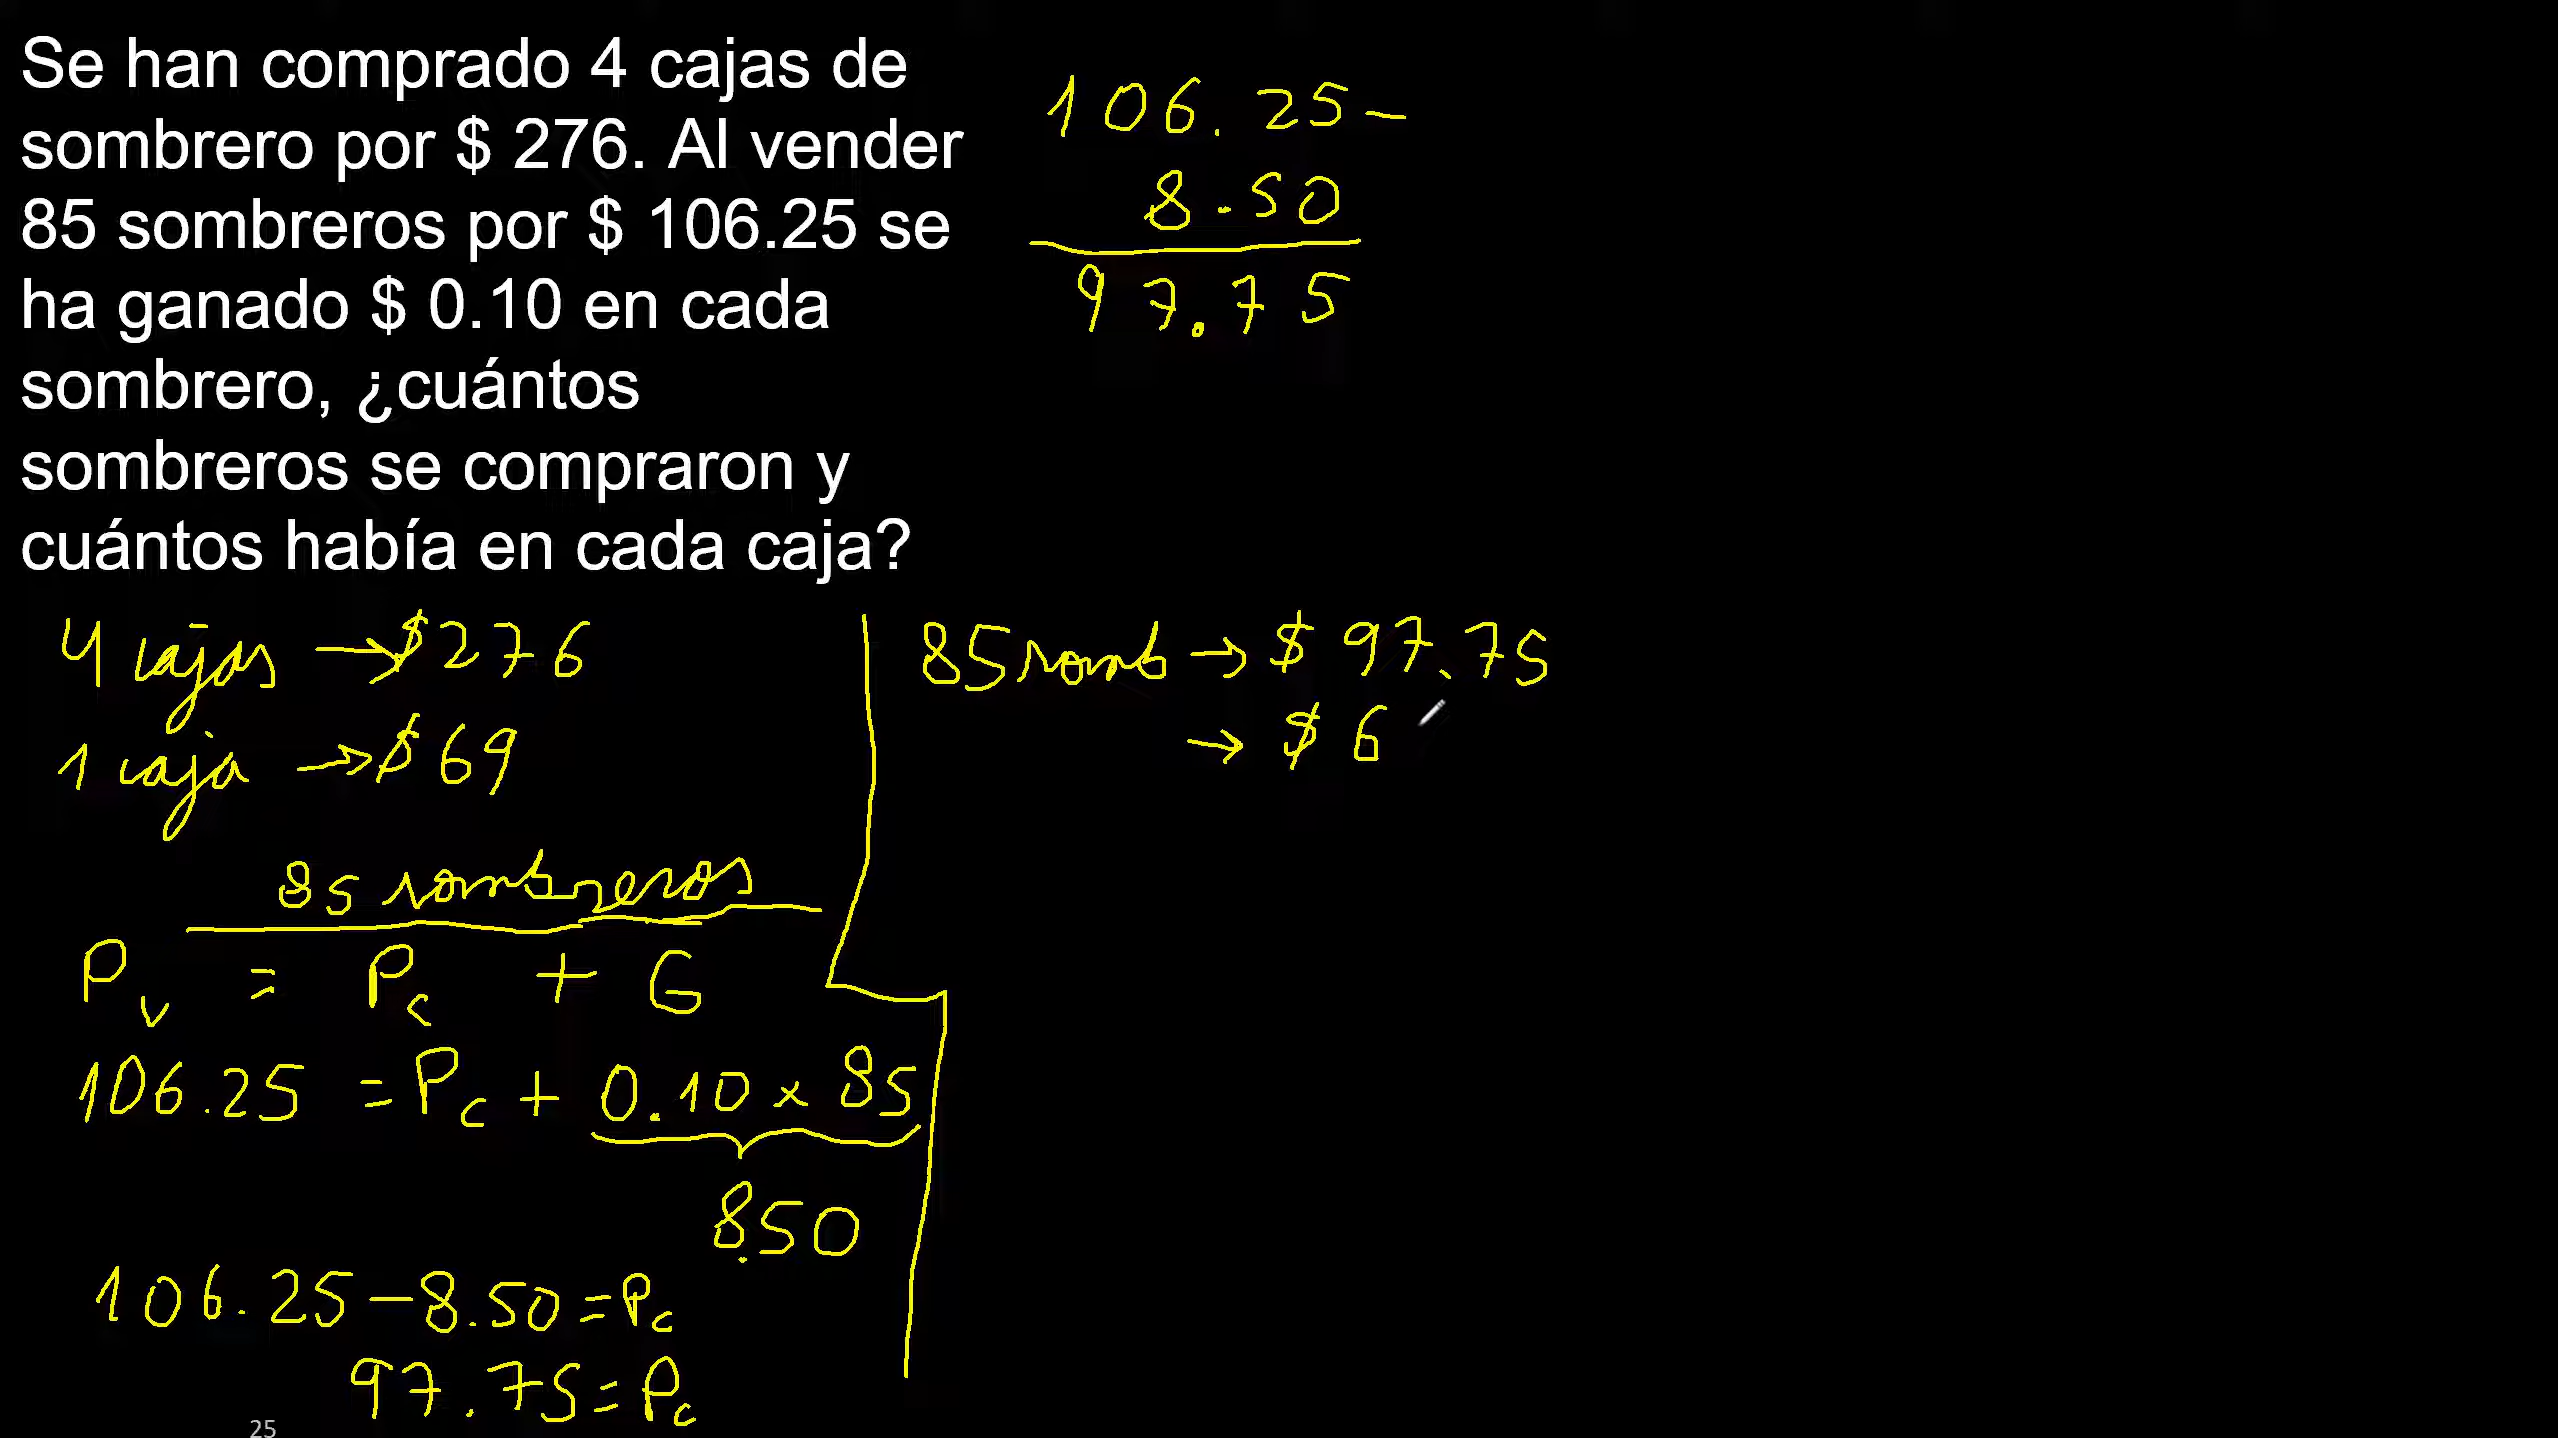 Se han comprado 4 cajas de
sombrero por $ 276. Al vender
85 sombreros por $ 106.25 se
ha ganado $ 0.10 en cada
sombrero, ¿cuántos
sombreros se compraron y
cuántos había en cada caja?
106.25-
8.50
97.75
4 cajas → $276
1 caja → $69
85 sombreros
Pv = Pc + G
106.25 = Pc + 0.10 x 85
8.50
106.25 - 8.50 = Pc
97.75 = Pc
85 somb → $ 97.75
→ $ 6
25